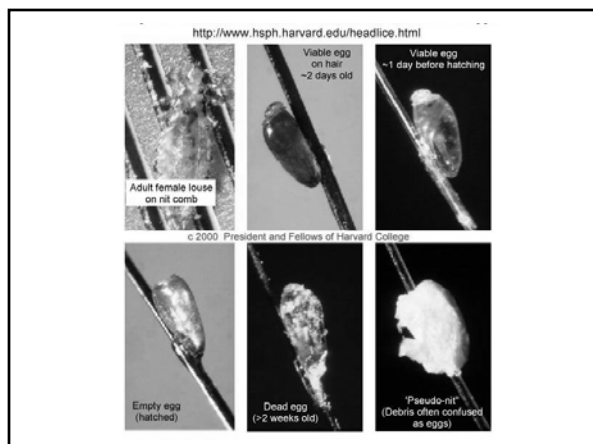 http://www.hsph.harvard.edu/headlice.html
Adult female louse
on nit comb
Viable egg
on hair
~2 days old
Viable egg
~1 day before hatching
c 2000 President and Fellows of Harvard College
Empty egg
(hatched)
Dead egg
(>2 weeks old)
'Pseudo-nit"
(Debris often confused
as eggs)